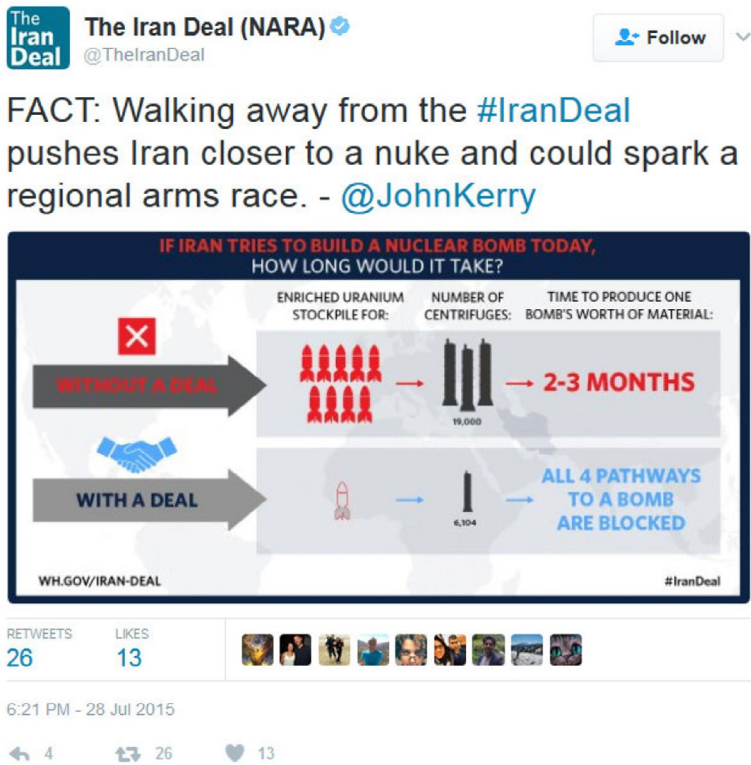 The
Iran
Deal
The Iran Deal (NARA)
@TheIranDeal
Follow
FACT: Walking away from the #IranDeal
pushes Iran closer to a nuke and could spark a
regional arms race. - @JohnKerry
IF IRAN TRIES TO BUILD A NUCLEAR BOMB TODAY,
HOW LONG WOULD IT TAKE?
ENRICHED URANIUM
STOCKPILE FOR:
NUMBER OF
CENTRIFUGES:
TIME TO PRODUCE ONE
BOMB'S WORTH OF MATERIAL:
WITHOUT A DEAL
19,000
2-3 MONTHS
WITH A DEAL
6,104
ALL 4 PATHWAYS
TO A BOMB
ARE BLOCKED
WH.GOV/IRAN-DEAL
#IranDeal
RETWEETS
26
LIKES
13
6:21 PM - 28 Jul 2015
4
26
13